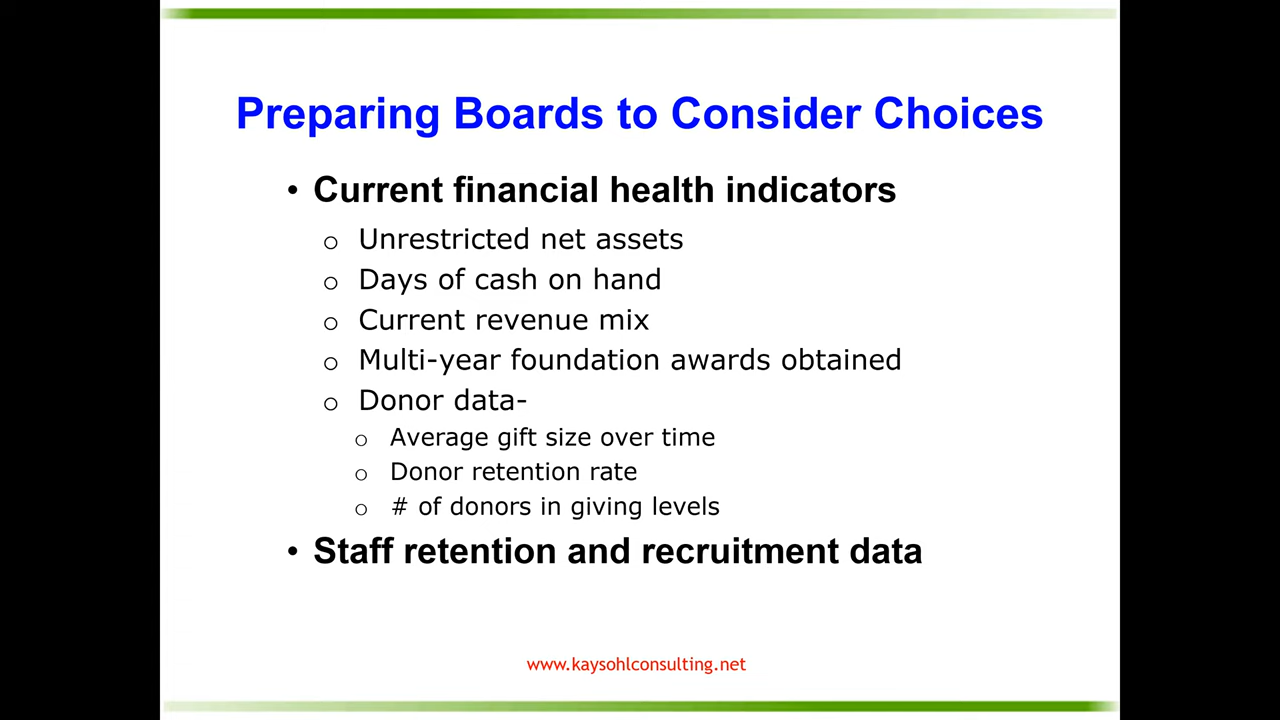 Preparing Boards to Consider Choices
• Current financial health indicators
o Unrestricted net assets
o Days of cash on hand
o Current revenue mix
o Multi-year foundation awards obtained
o Donor data-
o Average gift size over time
o Donor retention rate
o # of donors in giving levels
• Staff retention and recruitment data
www.kaysohlconsulting.net